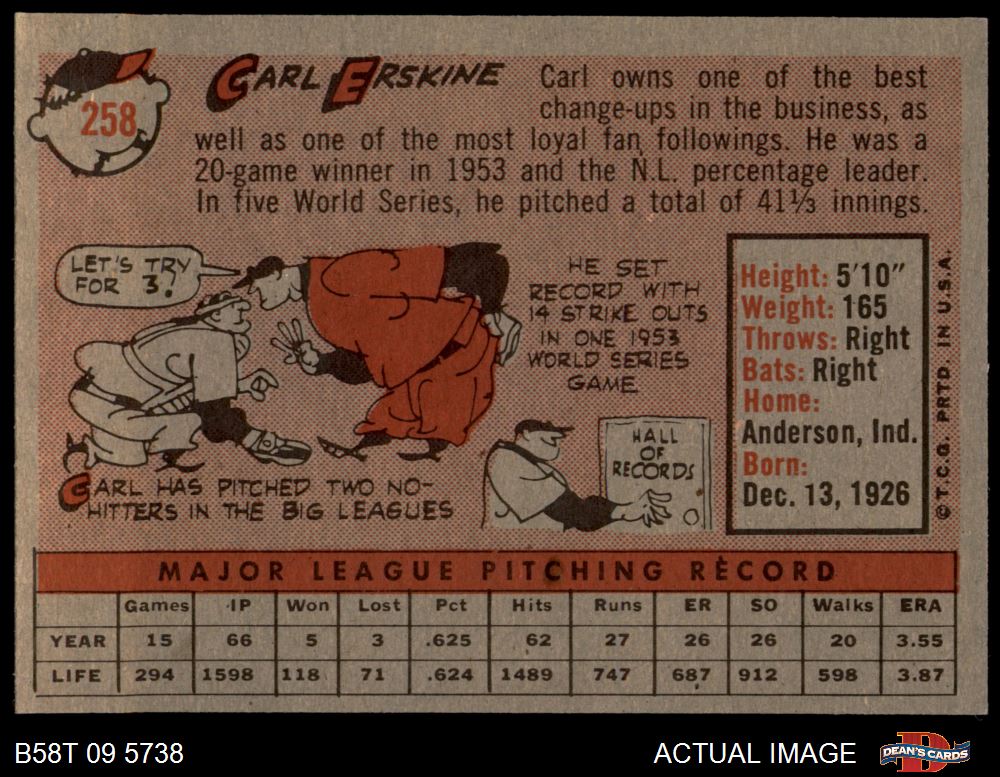 258
CARL ERSKINE
Carl owns one of the best
change-ups in the business, as
well as one of the most loyal fan followings. He was a
20-game winner in 1953 and the N.L. percentage leader.
In five World Series, he pitched a total of 41⅓ innings.
LET'S TRY
FOR 3!
HE SET
RECORD WITH
14 STRIKE OUTS
IN ONE 1953
WORLD SERIES
GAME
HALL
OF
RECORDS
CARL HAS PITCHED TWO NO-
HITTERS IN THE BIG LEAGUES
Height: 5'10"
Weight: 165
Throws: Right
Bats: Right
Home:
Anderson, Ind.
Born:
Dec. 13, 1926
© T.C.G. PRTD. IN U.S.A.
MAJOR LEAGUE PITCHING RECORD
Games IP Won Lost Pct Hits Runs ER SO Walks ERA
YEAR 15 66 5 3 .625 62 27 26 26 20 3.55
LIFE 294 1598 118 71 .624 1489 747 687 912 598 3.87
B58T 09 5738
ACTUAL IMAGE
DEAN'S CARDS